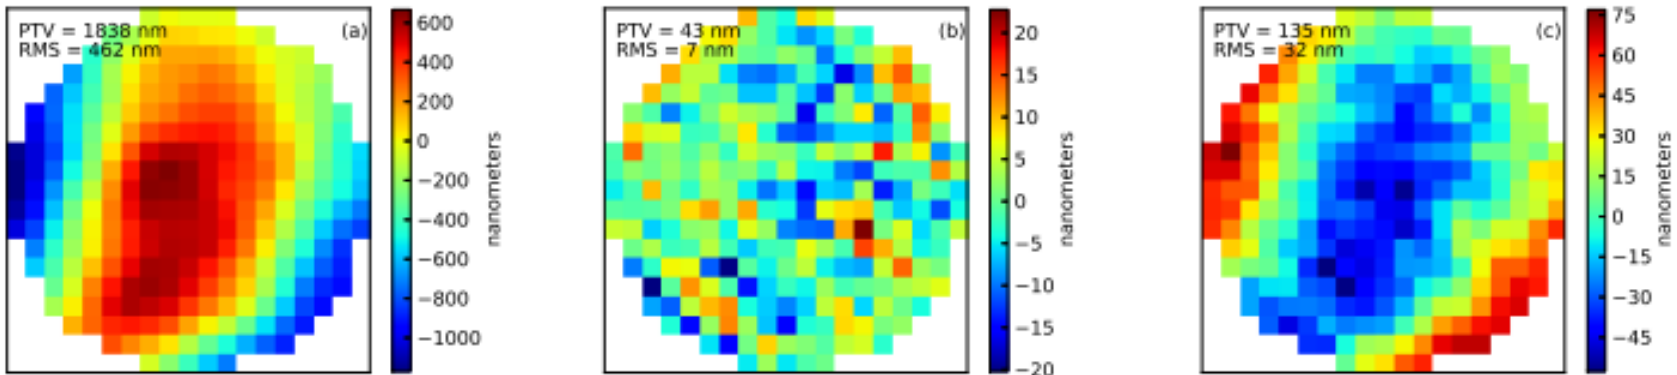 PTV = 1838 nm
RMS = 462 nm
(a)
600
400
200
0
−200
−400
−600
−800
−1000
nanometers
PTV = 43 nm
RMS = 7 nm
(b)
20
15
10
5
0
−5
−10
−15
−20
nanometers
PTV = 135 nm
RMS = 32 nm
(c)
75
60
45
30
15
0
−15
−30
−45
nanometers